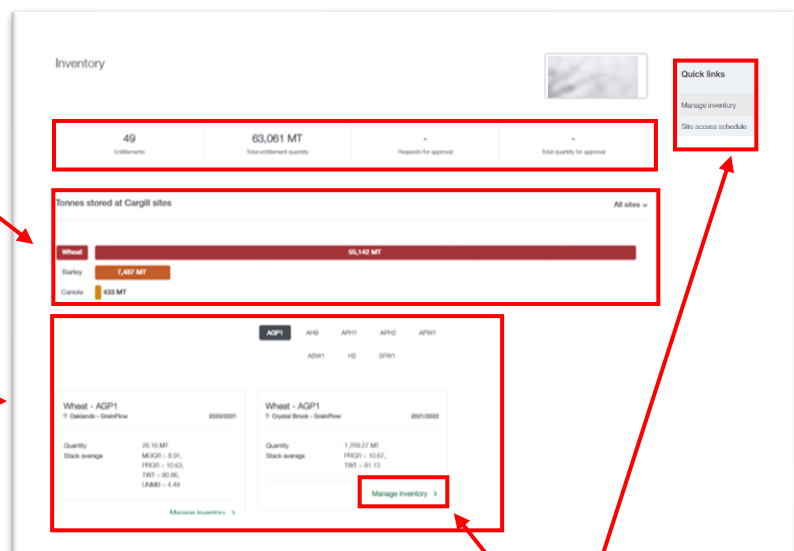 Inventory
Quick links
Manage inventory
Site access schedule
49
Entitlements
63,061 MT
Total entitlement quantity
-
Requests for approval
-
Total quantity for approval
Tonnes stored at Cargill sites
All sites
Wheat
55,142 MT
Barley
7,487 MT
Canola
433 MT
AGP1 AH9 APH1 APH2 APW1
ASW1 H2 SFW1
Wheat - AGP1
Oaklands - GrainFlow 2020/2021
Quantity 26.16 MT
Stack average MOGR = 8.91,
PRGR = 10.63,
TWT = 80.86,
UNMB = 4.49
Manage inventory >
Wheat - AGP1
Crystal Brook - GrainFlow 2021/2022
Quantity 1,769.27 MT
Stack average PRGR = 10.67,
TWT = 81.13
Manage inventory >